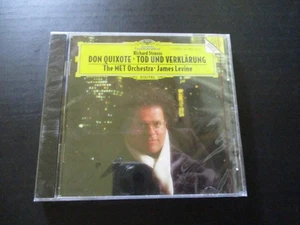 Richard Strauss
DON QUIXOTE · TOD UND VERKLÄRUNG
The MET Orchestra · James Levine